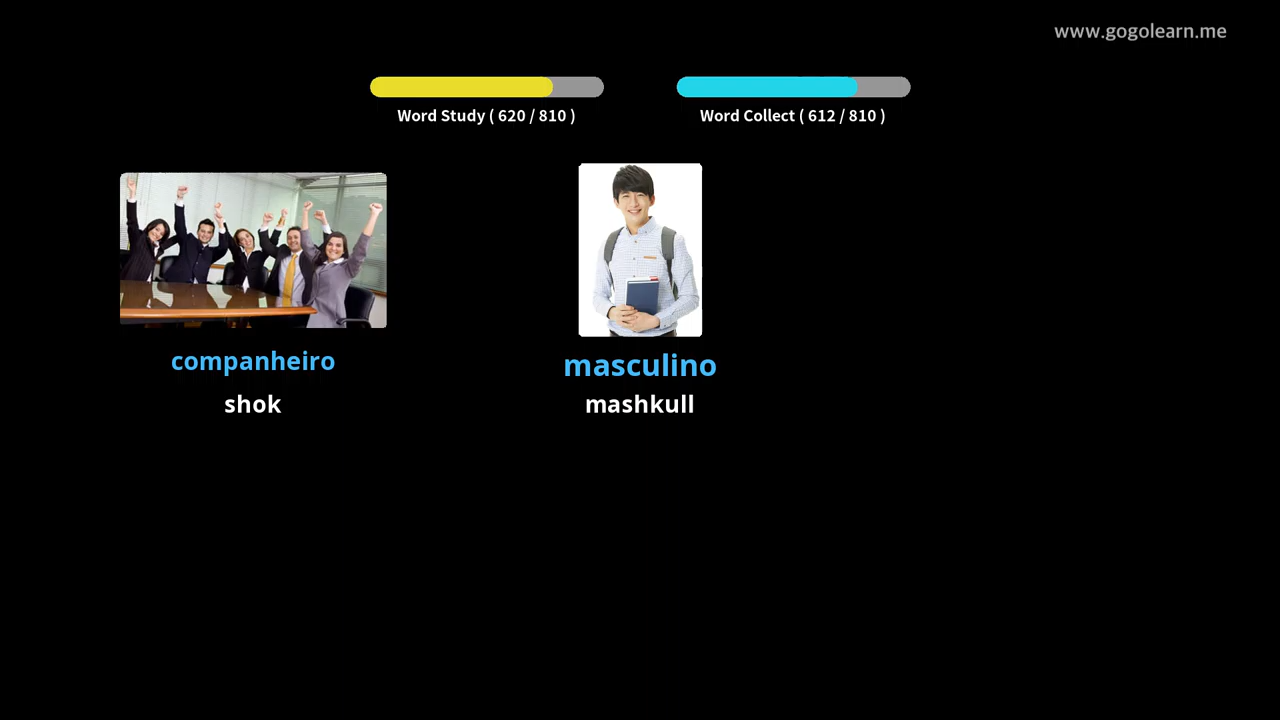 www.gogolearn.me
Word Study ( 620 / 810 )
Word Collect ( 612 / 810 )
companheiro
shok
masculino
mashkull